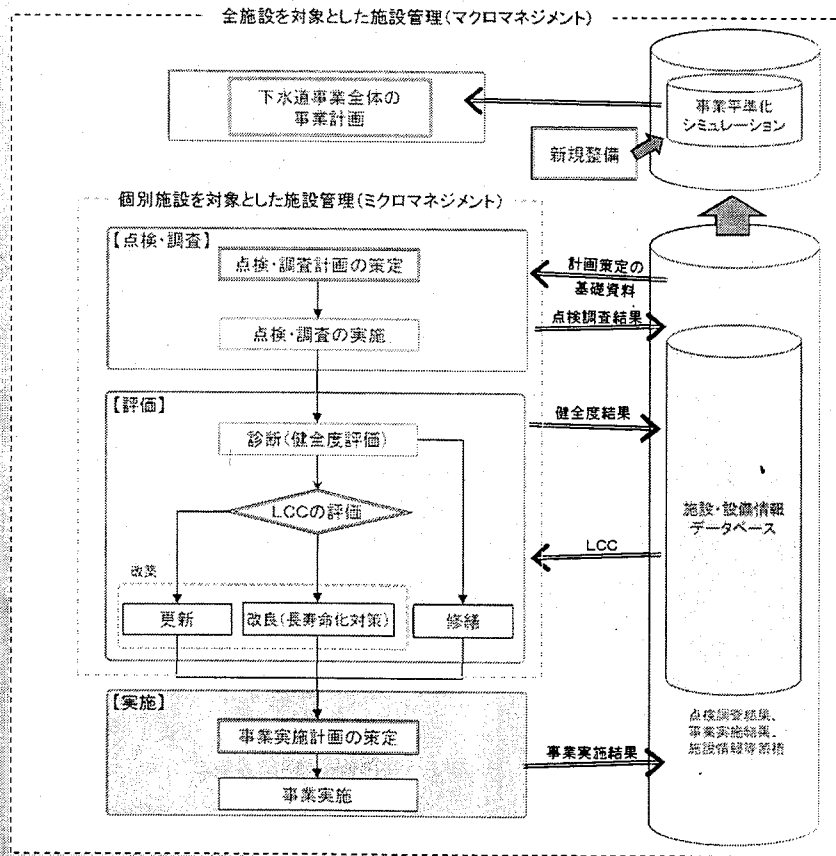 全施設を対象とした施設管理(マクロマネジメント)
下水道事業全体の
事業計画
事業平準化
シミュレーション
新規整備
個別施設を対象とした施設管理(ミクロマネジメント)
【点検・調査】
点検・調査計画の策定
点検・調査の実施
計画策定の
基礎資料
点検調査結果
【評価】
診断(健全度評価)
健全度結果
LCCの評価
LCC
施設・設備情報
データベース
改築
更新
改良(長寿命化対策)
修繕
【実施】
事業実施計画の策定
事業実施
事業実施結果
点検調査結果、
事業実施結果、
施設情報等蓄積